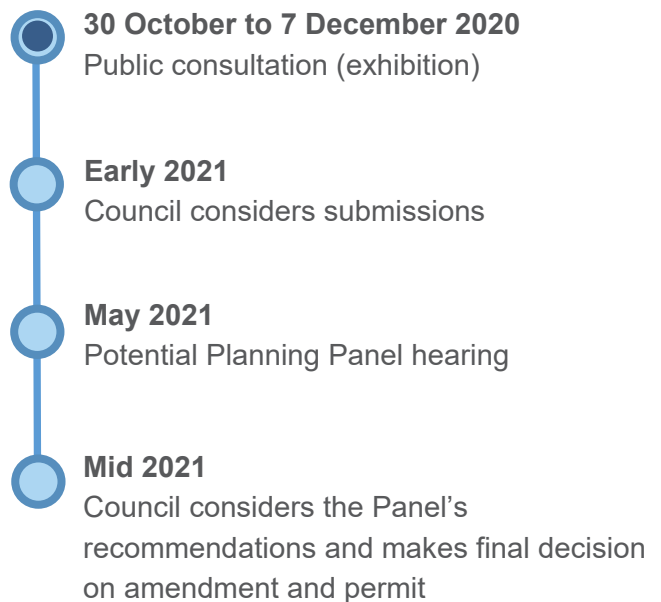 30 October to 7 December 2020
Public consultation (exhibition)
Early 2021
Council considers submissions
May 2021
Potential Planning Panel hearing
Mid 2021
Council considers the Panel’s
recommendations and makes final decision
on amendment and permit